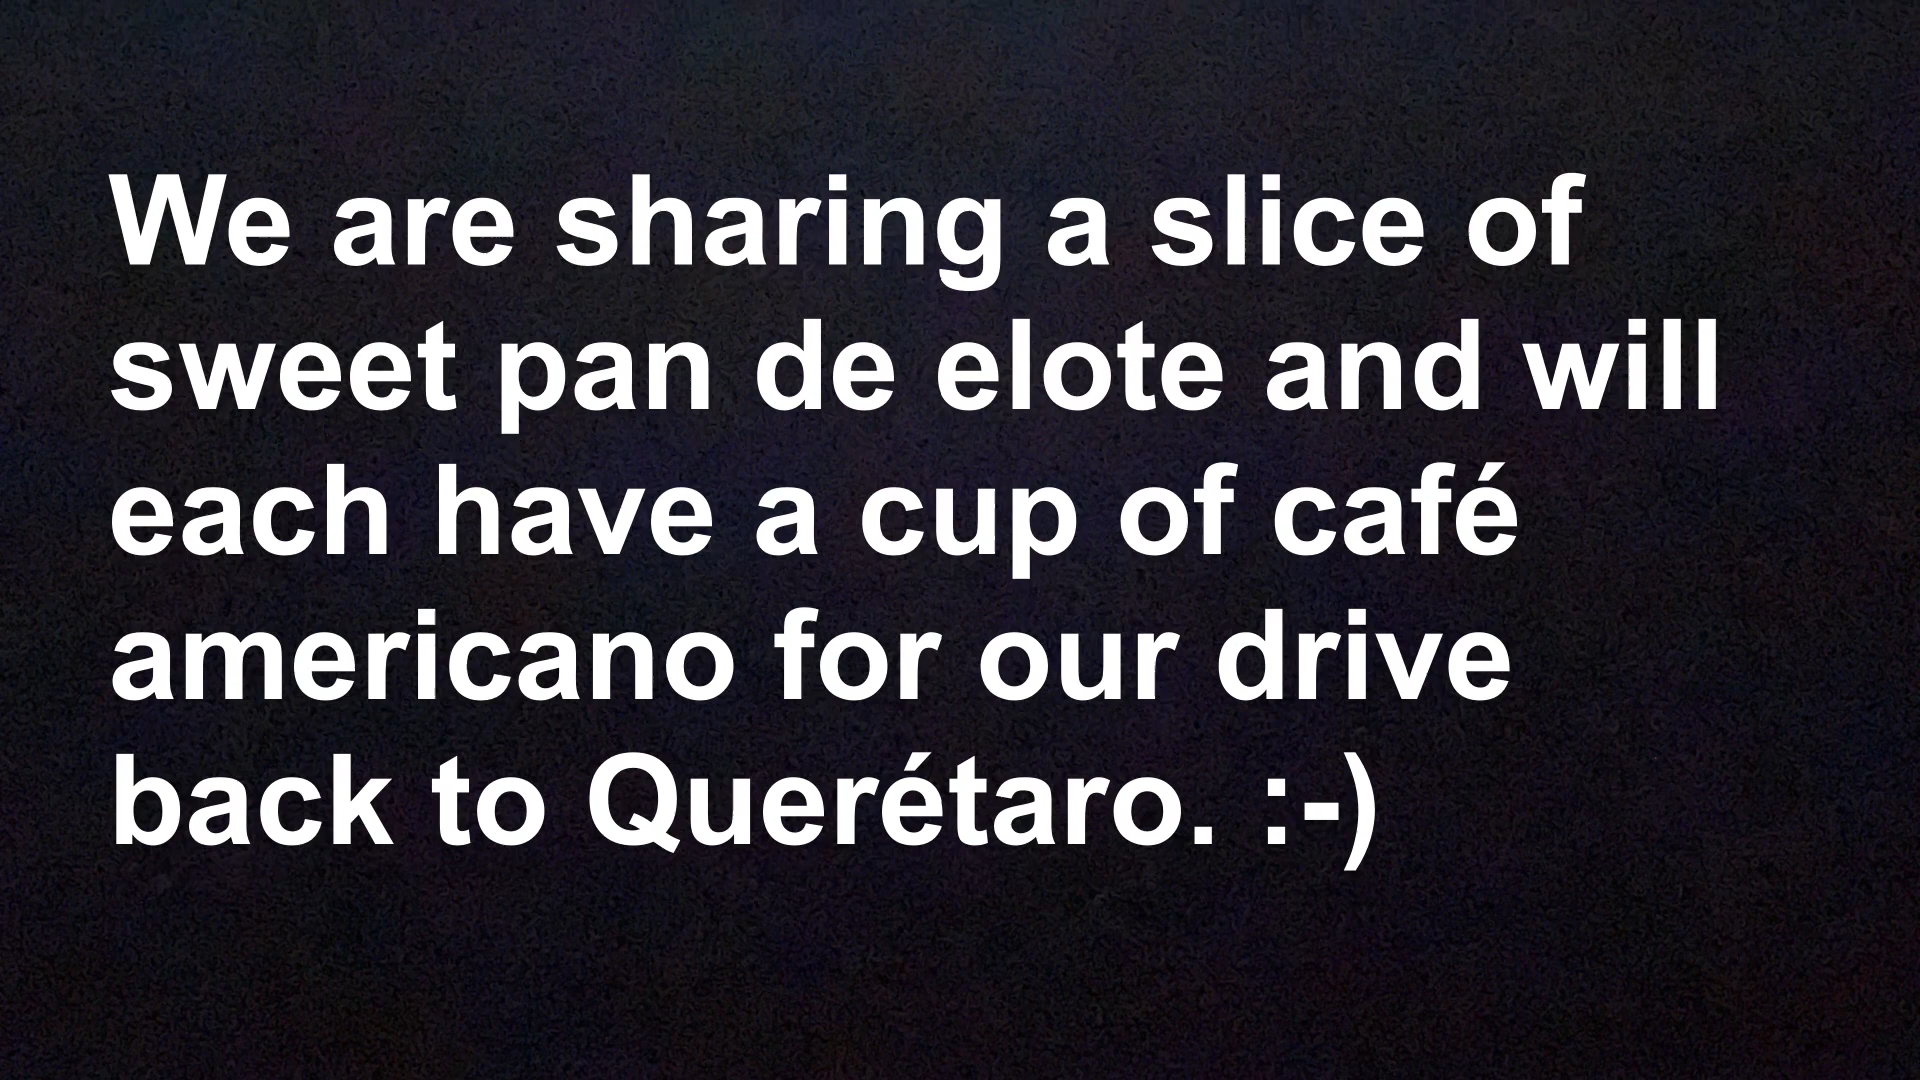 We are sharing a slice of
sweet pan de elote and will
each have a cup of café
americano for our drive
back to Querétaro. :-)